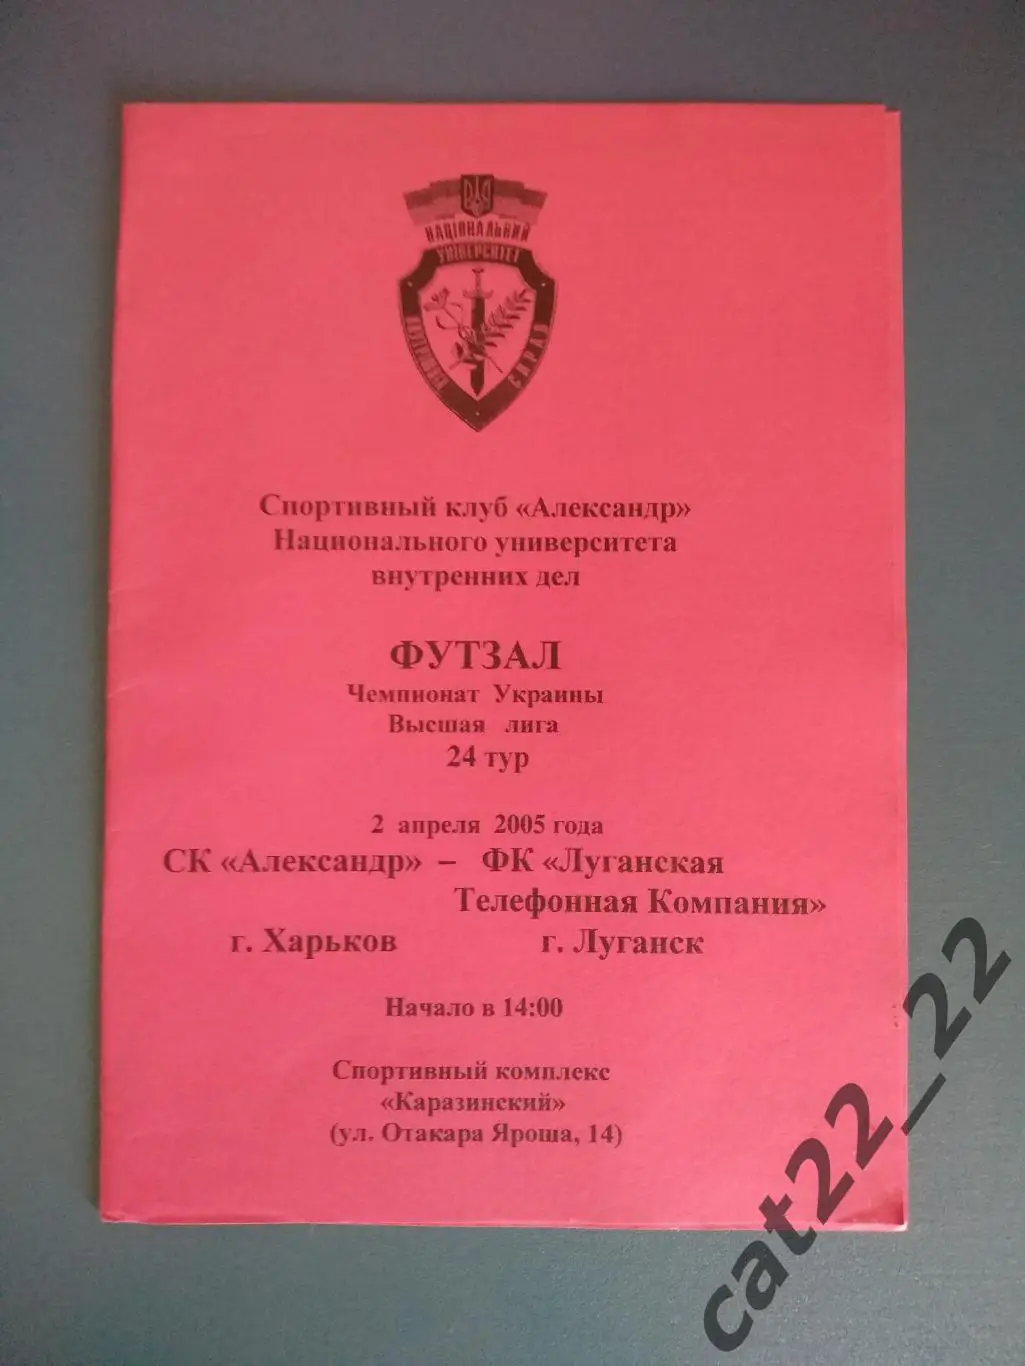 НАЦІОНАЛЬНИЙ
УНІВЕРСИТЕТ
ВНУТРІШНІХ
СПРАВ
Спортивный клуб «Александр»
Национального университета
внутренних дел
ФУТЗАЛ
Чемпионат Украины
Высшая лига
24 тур
2 апреля 2005 года
СК «Александр» – ФК «Луганская
Телефонная Компания»
г. Харьков г. Луганск
Начало в 14:00
Спортивный комплекс
«Каразинский»
(ул. Отакара Яроша, 14)
cat22_22